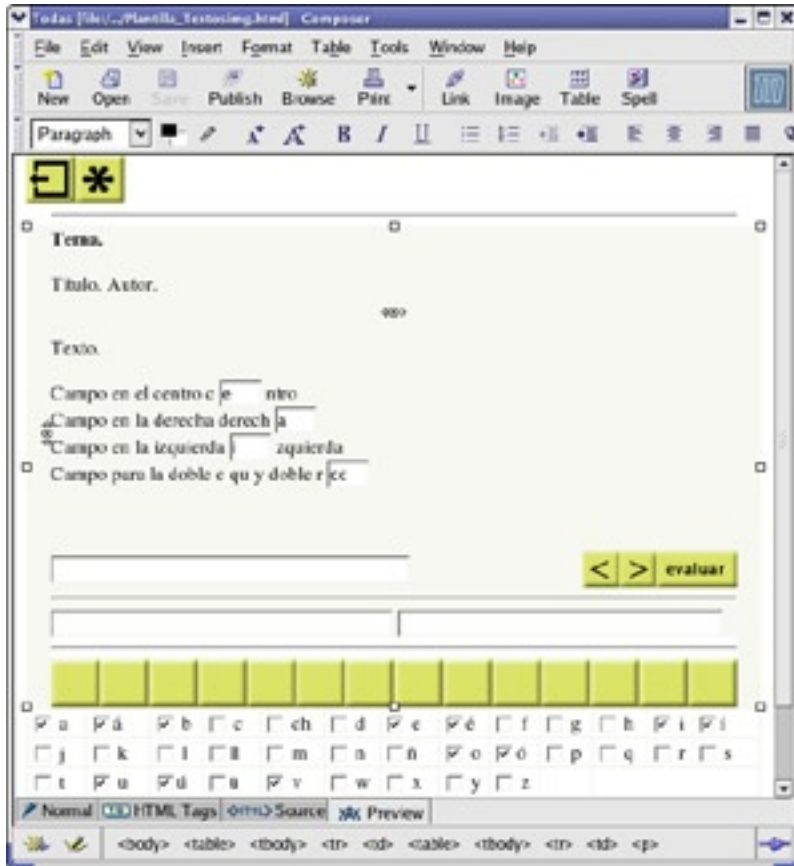 Todas [file:/.../Plantilla_Textosimg.html] Composer
File Edit View Insert Format Table Tools Window Help
New Open Save Publish Browse Print Link Image Table Spell
Paragraph B I U
Tema.
Título. Autor.
Texto.
Campo en el centro c e ntro
Campo en la derecha derech a
Campo en la izquierda i zquierda
Campo para la doble c qu y doble r cc
< > evaluar
a á b c ch d e é f g h i í
j k l ll m n ñ o ó p q r s
t u ú ü v w x y z
Normal HTML Tags <HTML> Source Preview
<body> <table> <tbody> <tr> <td> <table> <tbody> <tr> <td> <p>